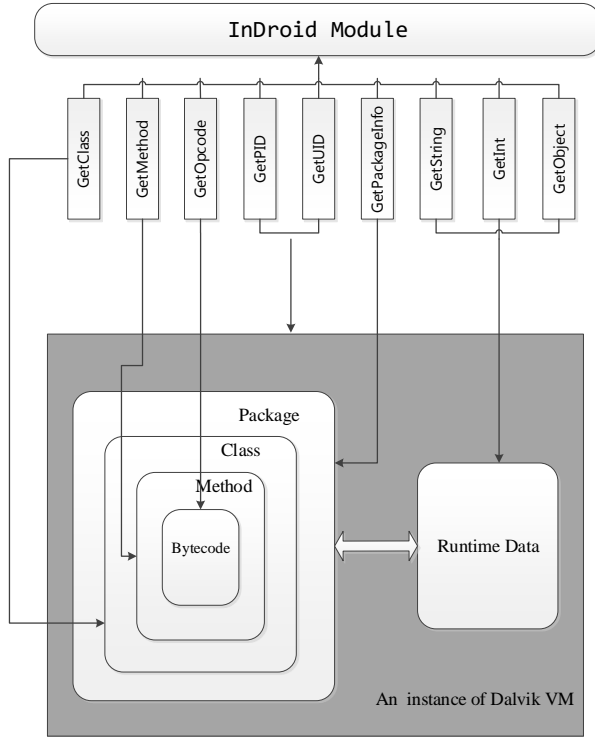 InDroid Module
GetClass
GetMethod
GetOpcode
GetPID
GetUID
GetPackageInfo
GetString
GetInt
GetObject
Package
Class
Method
Bytecode
Runtime Data
An instance of Dalvik VM